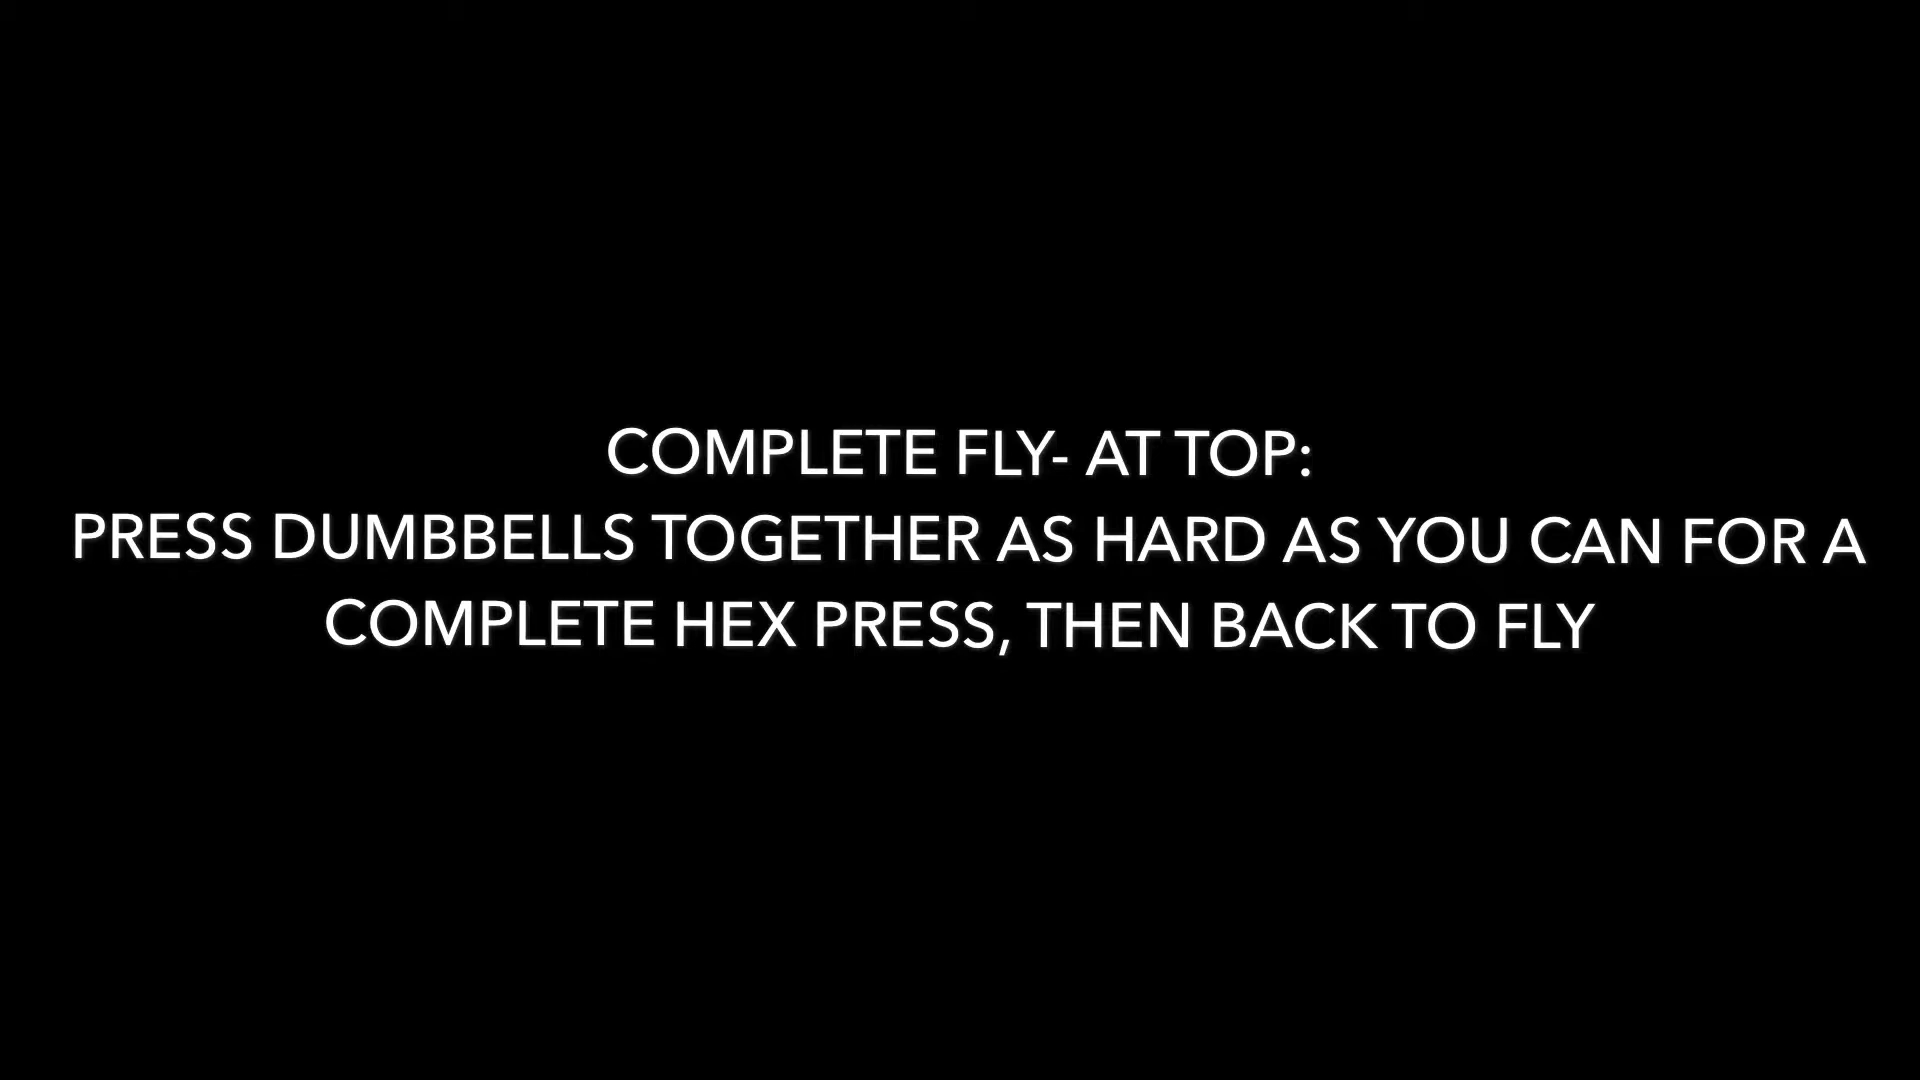 COMPLETE FLY- AT TOP:
PRESS DUMBBELLS TOGETHER AS HARD AS YOU CAN FOR A
COMPLETE HEX PRESS, THEN BACK TO FLY